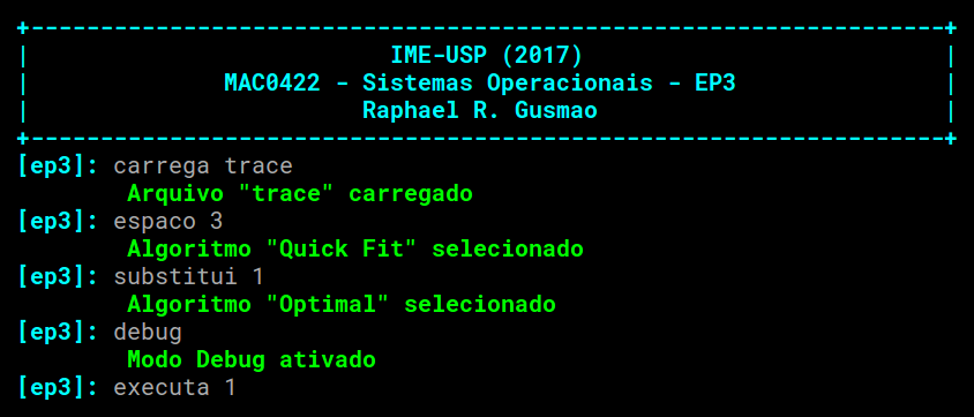 IME-USP (2017)
MAC0422 - Sistemas Operacionais - EP3
Raphael R. Gusmao
[ep3]: carrega trace
Arquivo "trace" carregado
[ep3]: espaco 3
Algoritmo "Quick Fit" selecionado
[ep3]: substitui 1
Algoritmo "Optimal" selecionado
[ep3]: debug
Modo Debug ativado
[ep3]: executa 1